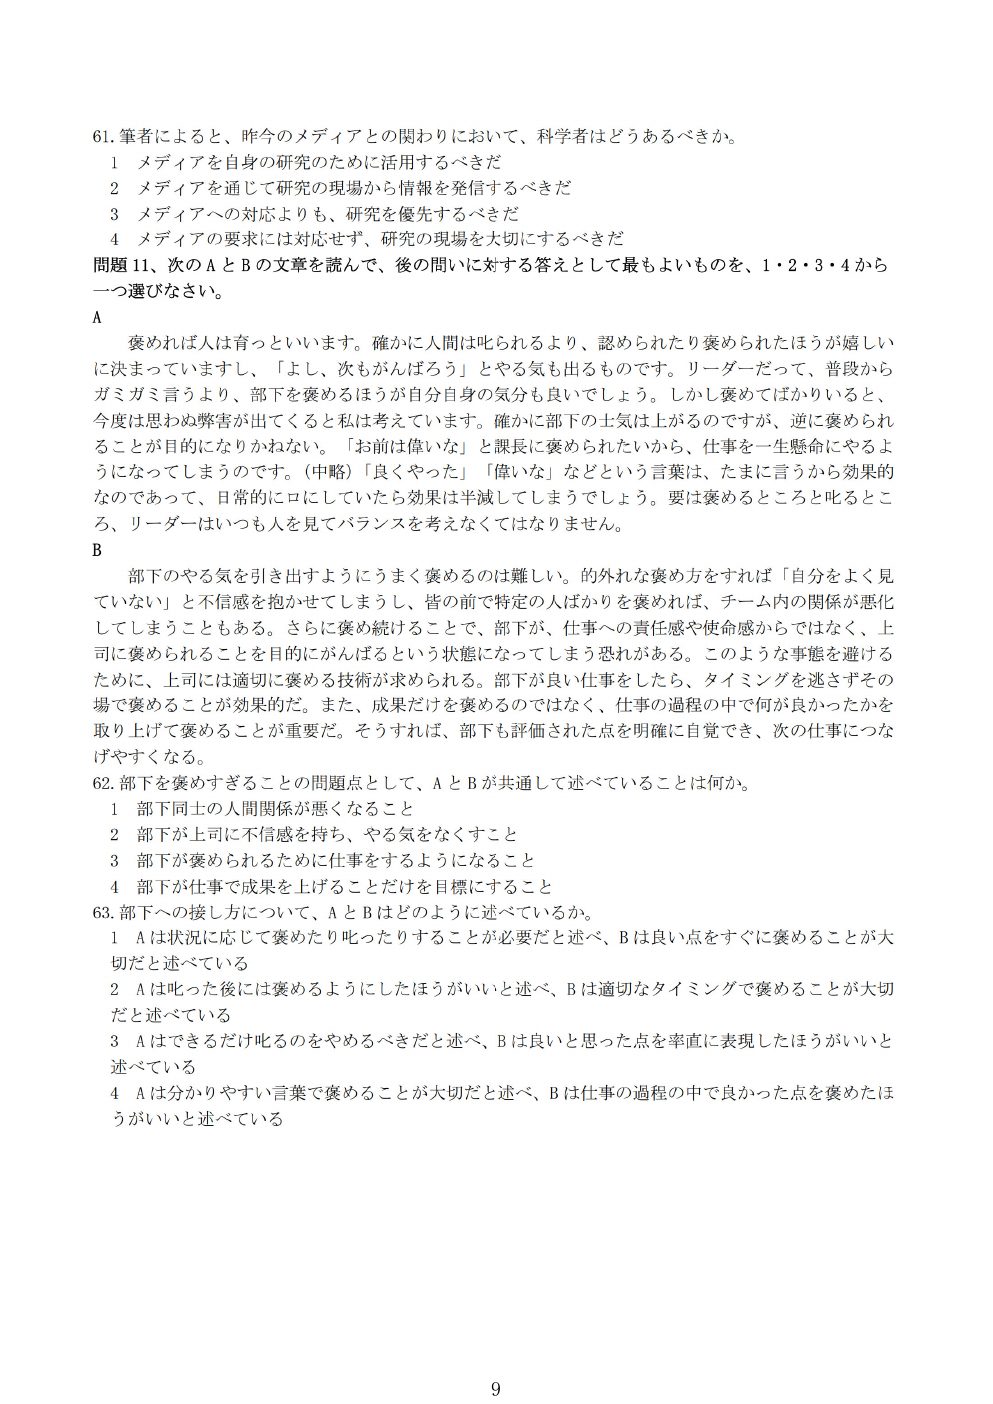 61.筆者によると、昨今のメディアとの関わりにおいて、科学者はどうあるべきか。
1　メディアを自身の研究のために活用するべきだ
2　メディアを通じて研究の現場から情報を発信するべきだ
3　メディアへの対応よりも、研究を優先するべきだ
4　メディアの要求には対応せず、研究の現場を大切にするべきだ
問題 11、次の A と B の文章を読んで、後の問いに対する答えとして最もよいものを、1・2・3・4 から
一つ選びなさい。
A
褒めれば人は育っといいます。確かに人間は叱られるより、認められたり褒められたほうが嬉しい
に決まっていますし、「よし、次もがんばろう」とやる気も出るものです。リーダーだって、普段から
ガミガミ言うより、部下を褒めるほうが自分自身の気分も良いでしょう。しかし褒めてばかりいると、
今度は思わぬ弊害が出てくると私は考えています。確かに部下の士気は上がるのですが、逆に褒められ
ることが目的になりかねない。「お前は偉いな」と課長に褒められたいから、仕事を一生懸命にやるよ
うになってしまうのです。（中略）「良くやった」「偉いな」などという言葉は、たまに言うから効果的
なのであって、日常的にロにしていたら効果は半減してしまうでしょう。要は褒めるところと叱るとこ
ろ、リーダーはいつも人を見てバランスを考えなくてはなりません。
B
部下のやる気を引き出すようにうまく褒めるのは難しい。的外れな褒め方をすれば「自分をよく見
ていない」と不信感を抱かせてしまうし、皆の前で特定の人ばかりを褒めれば、チーム内の関係が悪化
してしまうこともある。さらに褒め続けることで、部下が、仕事への責任感や使命感からではなく、上
司に褒められることを目的にがんばるという状態になってしまう恐れがある。このような事態を避ける
ために、上司には適切に褒める技術が求められる。部下が良い仕事をしたら、タイミングを逃さずその
場で褒めることが効果的だ。また、成果だけを褒めるのではなく、仕事の過程の中で何が良かったかを
取り上げて褒めることが重要だ。そうすれば、部下も評価された点を明確に自覚でき、次の仕事につな
げやすくなる。
62.部下を褒めすぎることの問題点として、A と B が共通して述べていることは何か。
1　部下同士の人間関係が悪くなること
2　部下が上司に不信感を持ち、やる気をなくすこと
3　部下が褒められるために仕事をするようになること
4　部下が仕事で成果を上げることだけを目標にすること
63.部下への接し方について、A と B はどのように述べているか。
1　A は状況に応じて褒めたり叱ったりすることが必要だと述べ、B は良い点をすぐに褒めることが大
切だと述べている
2　A は叱った後には褒めるようにしたほうがいいと述べ、B は適切なタイミングで褒めることが大切
だと述べている
3　A はできるだけ叱るのをやめるべきだと述べ、B は良いと思った点を率直に表現したほうがいいと
述べている
4　A は分かりやすい言葉で褒めることが大切だと述べ、B は仕事の過程の中で良かった点を褒めたほ
うがいいと述べている
9